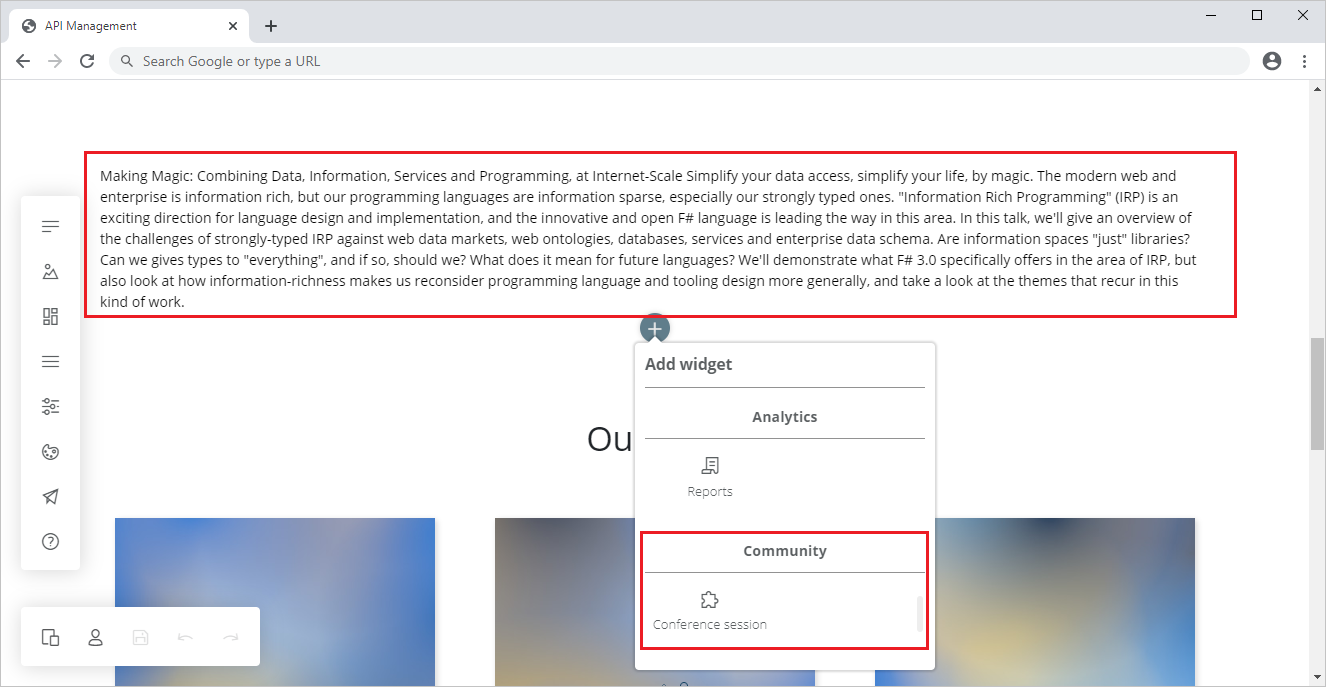 API Management
Search Google or type a URL
Making Magic: Combining Data, Information, Services and Programming, at Internet-Scale Simplify your data access, simplify your life, by magic. The modern web and
enterprise is information rich, but our programming languages are information sparse, especially our strongly typed ones. "Information Rich Programming" (IRP) is an
exciting direction for language design and implementation, and the innovative and open F# language is leading the way in this area. In this talk, we'll give an overview of
the challenges of strongly-typed IRP against web data markets, web ontologies, databases, services and enterprise data schema. Are information spaces "just" libraries?
Can we gives types to "everything", and if so, should we? What does it mean for future languages? We'll demonstrate what F# 3.0 specifically offers in the area of IRP, but
also look at how information-richness makes us reconsider programming language and tooling design more generally, and take a look at the themes that recur in this
kind of work.
Add widget
Analytics
Ou
Reports
Community
Conference session